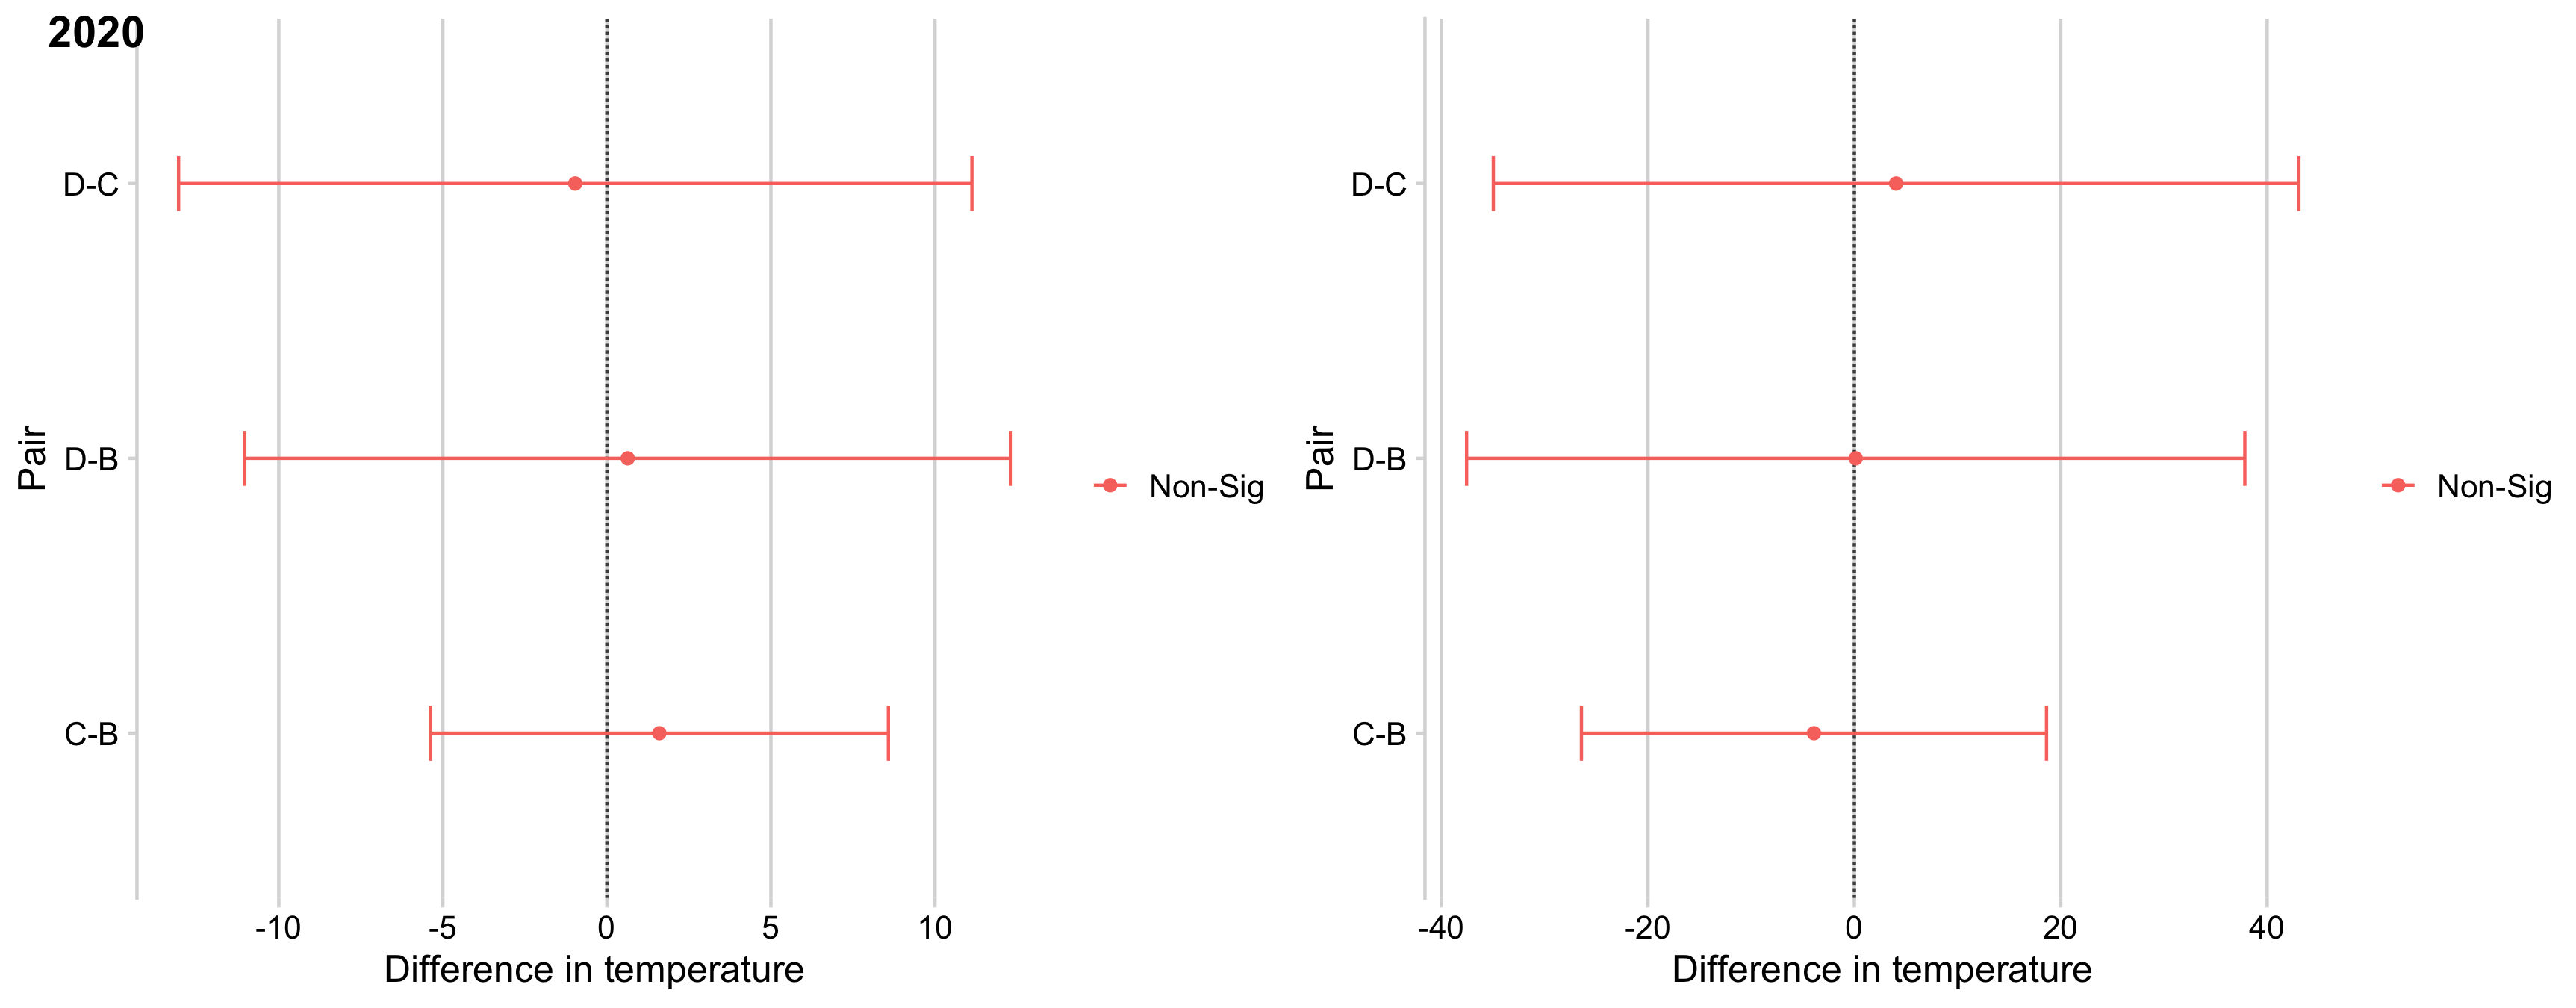 2020
Pair
D-C
D-B
C-B
-10 -5 0 5 10
Difference in temperature
Non-Sig
Pair
D-C
D-B
C-B
-40 -20 0 20 40
Difference in temperature
Non-Sig